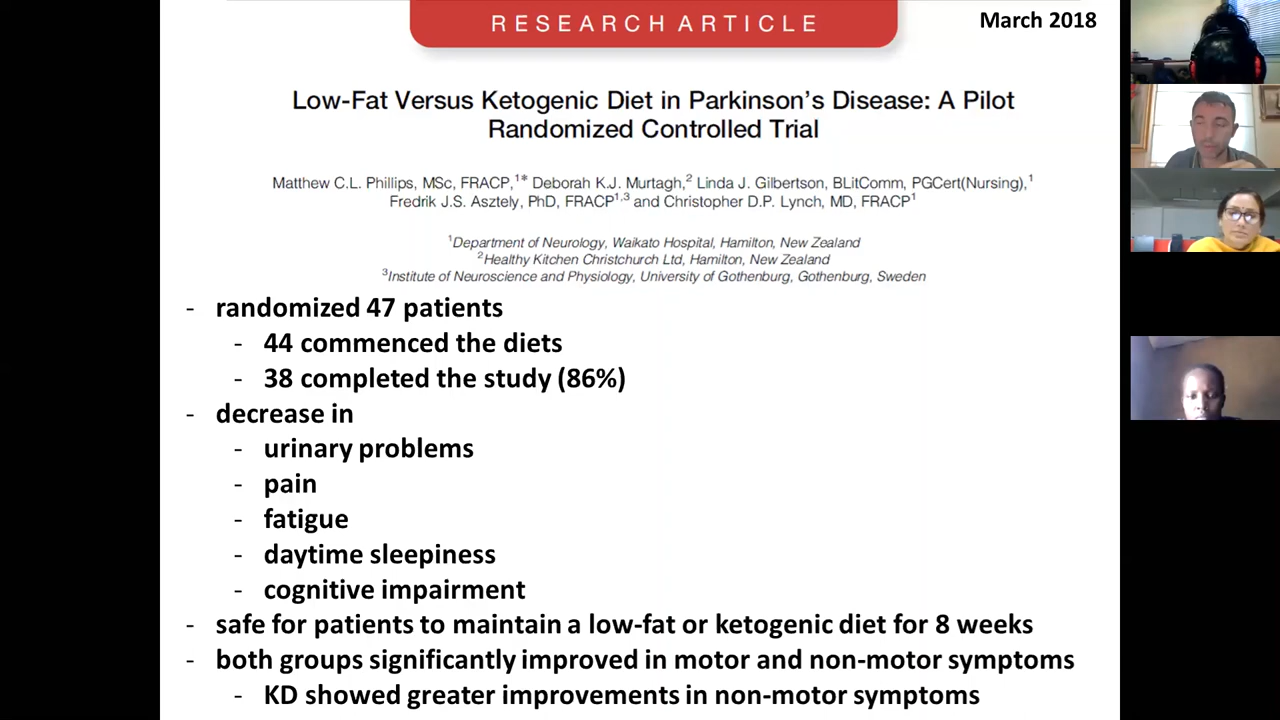 RESEARCH ARTICLE
March 2018
Low-Fat Versus Ketogenic Diet in Parkinson's Disease: A Pilot
Randomized Controlled Trial
Matthew C.L. Phillips, MSc, FRACP,1* Deborah K.J. Murtagh,2 Linda J. Gilbertson, BLitComm, PGCert(Nursing),1
Fredrik J.S. Asztely, PhD, FRACP1,3 and Christopher D.P. Lynch, MD, FRACP1
1Department of Neurology, Waikato Hospital, Hamilton, New Zealand
2Healthy Kitchen Christchurch Ltd, Hamilton, New Zealand
3Institute of Neuroscience and Physiology, University of Gothenburg, Gothenburg, Sweden
- randomized 47 patients
- 44 commenced the diets
- 38 completed the study (86%)
- decrease in
- urinary problems
- pain
- fatigue
- daytime sleepiness
- cognitive impairment
- safe for patients to maintain a low-fat or ketogenic diet for 8 weeks
- both groups significantly improved in motor and non-motor symptoms
- KD showed greater improvements in non-motor symptoms